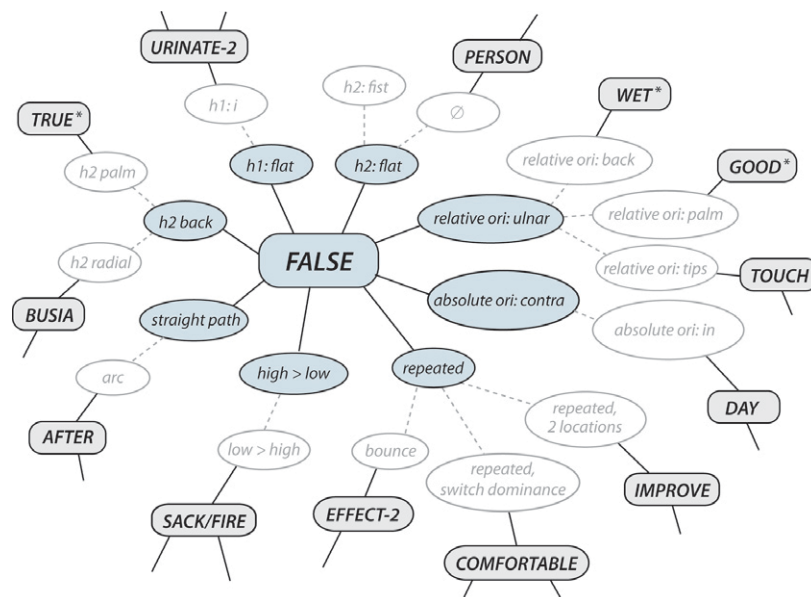 URINATE-2
PERSON
h2: fist
h1: i
∅
WET*
TRUE*
relative ori: back
GOOD*
h2 palm
h1: flat
h2: flat
relative ori: palm
h2 back
relative ori: ulnar
FALSE
h2 radial
relative ori: tips
TOUCH
BUSIA
straight path
absolute ori: contra
absolute ori: in
high > low
repeated
arc
repeated,
2 locations
DAY
AFTER
low > high
bounce
repeated,
switch dominance
IMPROVE
SACK/FIRE
EFFECT-2
COMFORTABLE